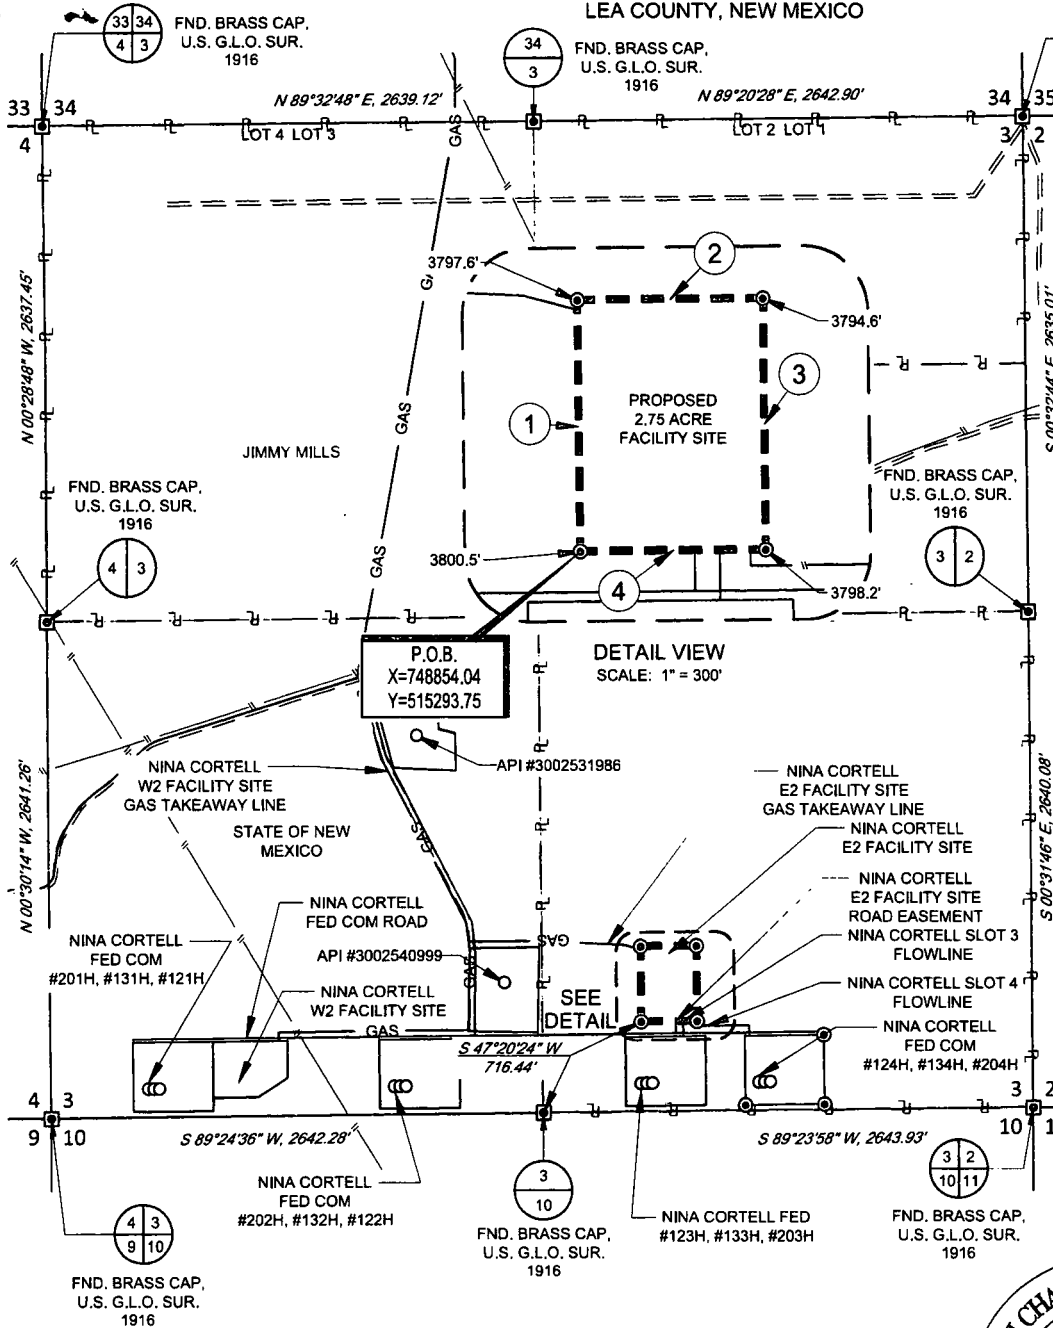 LEA COUNTY, NEW MEXICO
33 34
4 3
FND. BRASS CAP,
U.S. G.L.O. SUR.
1916
34
3
FND. BRASS CAP,
U.S. G.L.O. SUR.
1916
N 89°32'48" E, 2639.12'
N 89°20'28" E, 2642.90'
33 34
4
34 35
3 2
LOT 4 LOT 3
LOT 2 LOT 1
GAS
N 00°28'48" W, 2637.45'
S 00°32'44" E, 2635.01'
3797.6'
2
3794.6'
3
1
PROPOSED
2.75 ACRE
FACILITY SITE
GAS
JIMMY MILLS
FND. BRASS CAP,
U.S. G.L.O. SUR.
1916
4 3
FND. BRASS CAP,
U.S. G.L.O. SUR.
1916
3 2
GAS
3800.5'
4
3798.2'
P.O.B.
X=748854.04
Y=515293.75
DETAIL VIEW
SCALE: 1" = 300'
API #3002531986
NINA CORTELL
W2 FACILITY SITE
GAS TAKEAWAY LINE
NINA CORTELL
E2 FACILITY SITE
GAS TAKEAWAY LINE
N 00°30'14" W, 2641.26'
S 00°31'46" E, 2640.08'
STATE OF NEW
MEXICO
GAS
NINA CORTELL
E2 FACILITY SITE
NINA CORTELL
E2 FACILITY SITE
ROAD EASEMENT
NINA CORTELL
FED COM ROAD
NINA CORTELL
FED COM
#201H, #131H, #121H
API #3002540999
GAS
GAS
NINA CORTELL SLOT 3
FLOWLINE
NINA CORTELL
W2 FACILITY SITE
GAS
SEE
DETAIL
NINA CORTELL SLOT 4
FLOWLINE
S 47°20'24" W
716.44'
NINA CORTELL
FED COM
#124H, #134H, #204H
4 3
9 10
3 2
10 1
S 89°24'36" W, 2642.28'
S 89°23'58" W, 2643.93'
NINA CORTELL
FED COM
#202H, #132H, #122H
3
10
FND. BRASS CAP,
U.S. G.L.O. SUR.
1916
NINA CORTELL FED
#123H, #133H, #203H
3 2
10 11
FND. BRASS CAP,
U.S. G.L.O. SUR.
1916
4 3
9 10
FND. BRASS CAP,
U.S. G.L.O. SUR.
1916